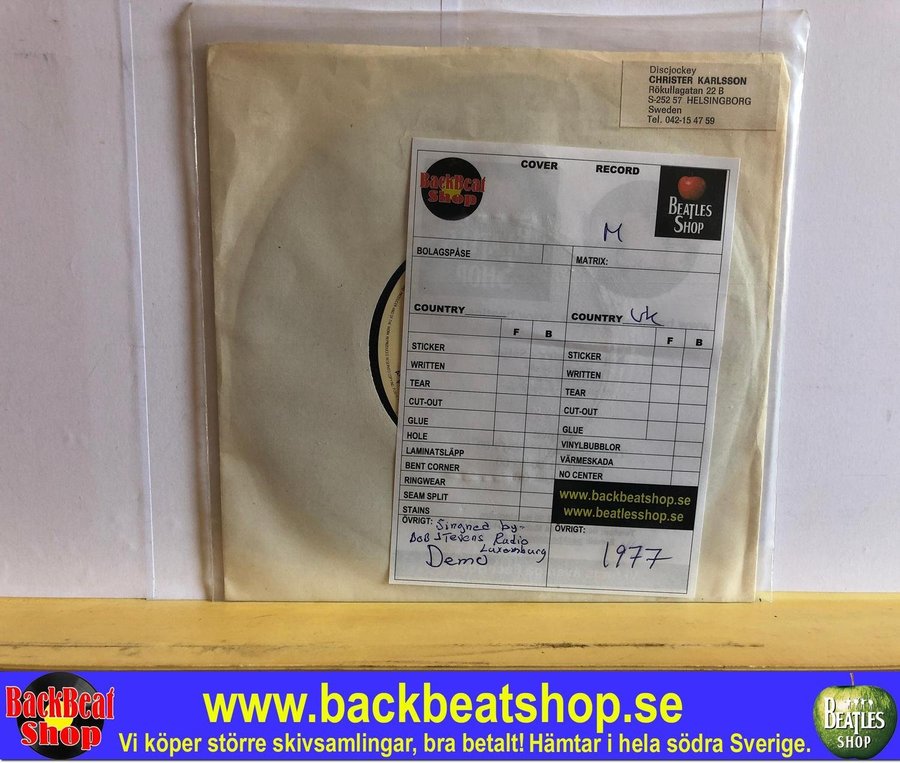 Discjockey
CHRISTER KARLSSON
Rökullagatan 22 B
S-252 57 HELSINGBORG
Sweden
Tel. 042-15 47 59
BackBeat
Shop
COVER
RECORD
BEATLES
SHOP
M
BOLAGSPÅSE
MATRIX:
COUNTRY
COUNTRY UK
F B
F B
STICKER
WRITTEN
TEAR
CUT-OUT
GLUE
HOLE
LAMINATSLÄPP
BENT CORNER
RINGWEAR
SEAM SPLIT
STAINS
STICKER
WRITTEN
TEAR
CUT-OUT
GLUE
VINYLBUBBLOR
VÄRMESKADA
NO CENTER
www.backbeatshop.se
www.beatlesshop.se
ÖVRIGT: Singned by-
BOB STEVENS Radio
Luxemburg
Demo
ÖVRIGT:
1977
BackBeat
Shop
www.backbeatshop.se
Vi köper större skivsamlingar, bra betalt! Hämtar i hela södra Sverige.
BEATLES
SHOP